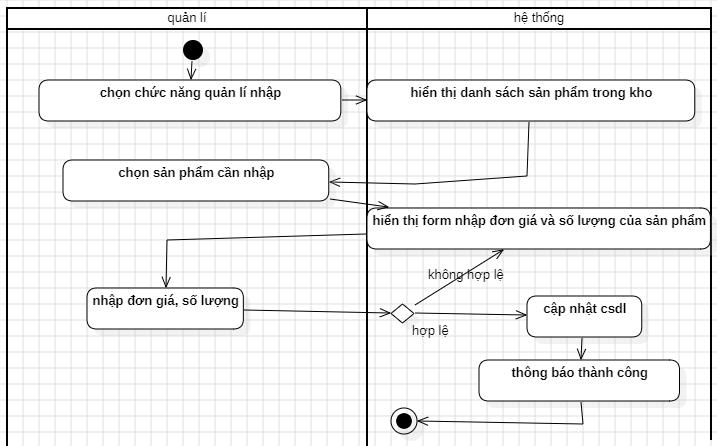 quản lí
hệ thống
chọn chức năng quản lí nhập
hiển thị danh sách sản phẩm trong kho
chọn sản phẩm cần nhập
hiển thị form nhập đơn giá và số lượng của sản phẩm
không hợp lệ
nhập đơn giá, số lượng
cập nhật csdl
hợp lệ
thông báo thành công